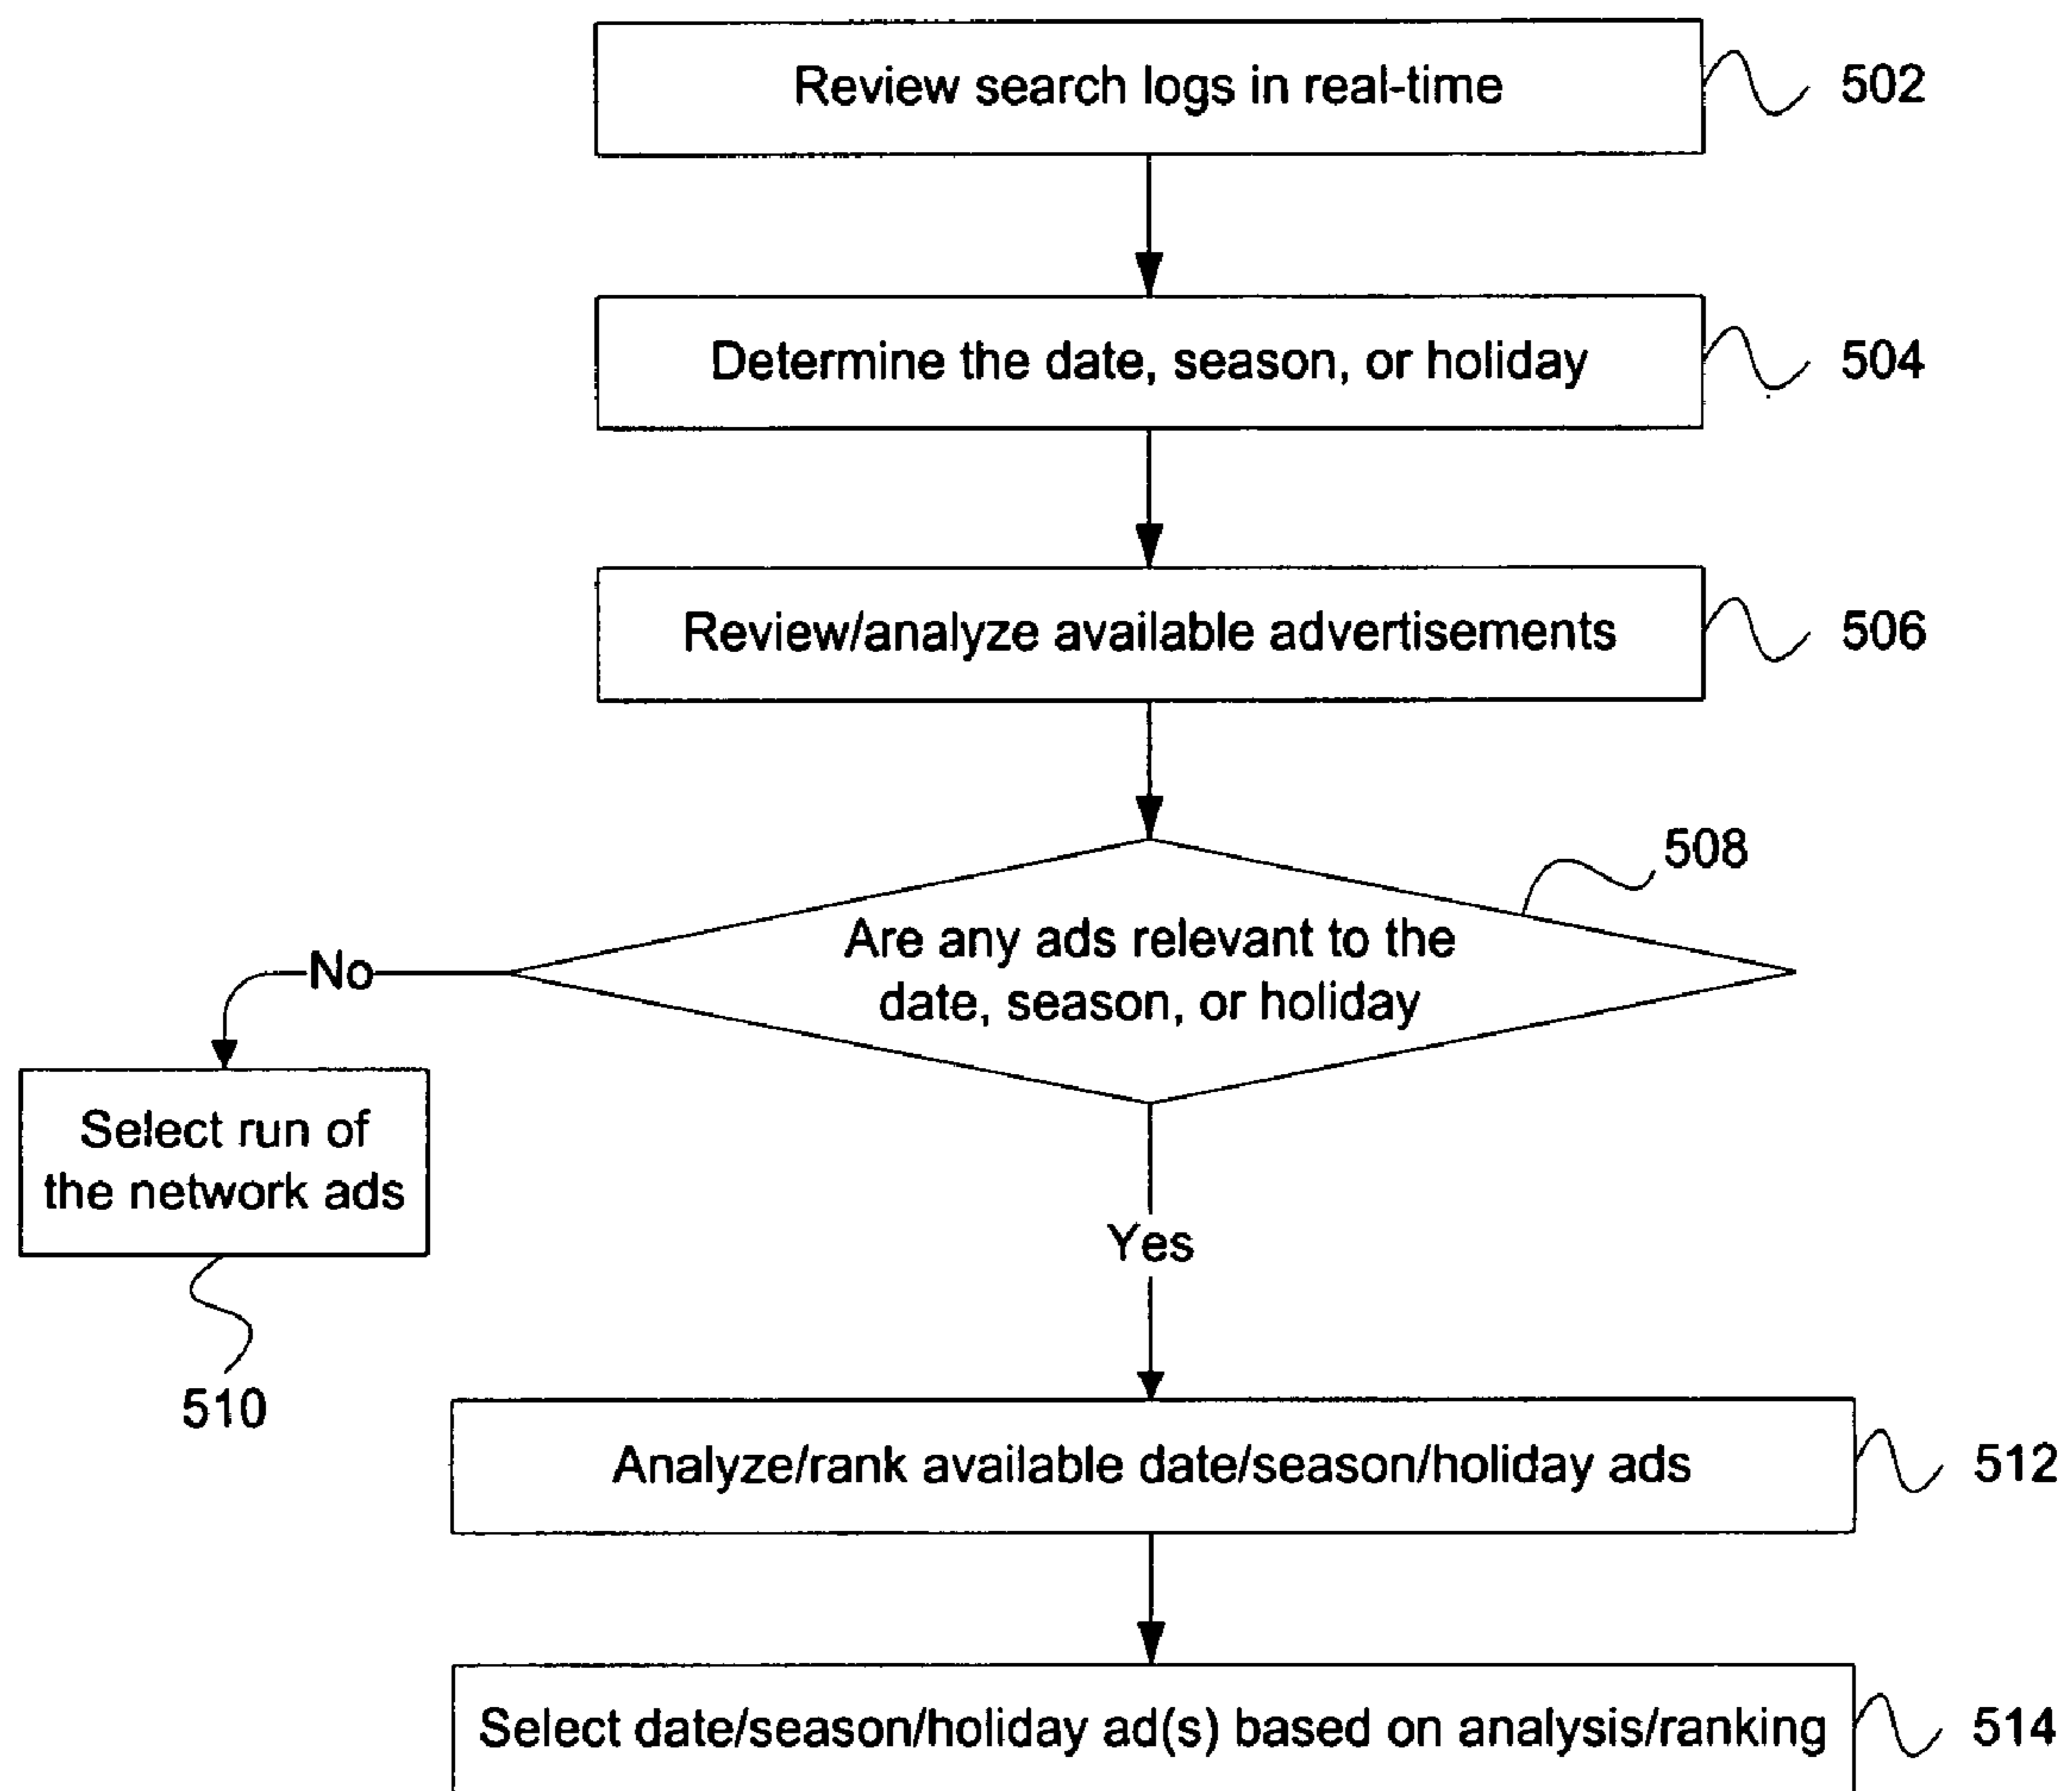 Review search logs in real-time
502
Determine the date, season, or holiday
504
Review/analyze available advertisements
506
508
Are any ads relevant to the
date, season, or holiday
No
Select run of
the network ads
510
Yes
Analyze/rank available date/season/holiday ads
512
Select date/season/holiday ad(s) based on analysis/ranking
514